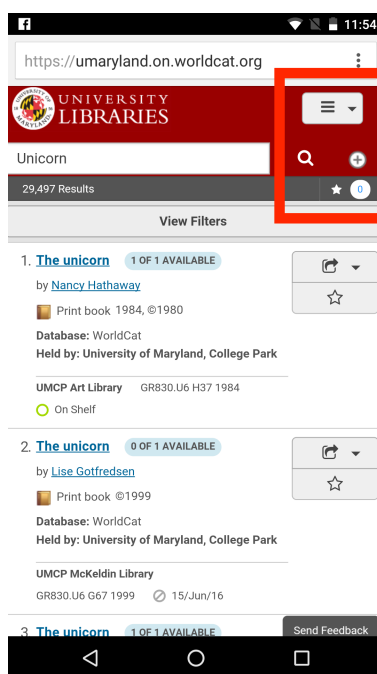 11:54
https://umaryland.on.worldcat.org
UNIVERSITY
LIBRARIES
Unicorn
29,497 Results 0
View Filters
1. The unicorn 1 OF 1 AVAILABLE
by Nancy Hathaway
Print book 1984, ©1980
Database: WorldCat
Held by: University of Maryland, College Park
UMCP Art Library GR830.U6 H37 1984
On Shelf
2. The unicorn 0 OF 1 AVAILABLE
by Lise Gotfredsen
Print book ©1999
Database: WorldCat
Held by: University of Maryland, College Park
UMCP McKeldin Library
GR830.U6 G67 1999 15/Jun/16
3. The unicorn 1 OF 1 AVAILABLE
Send Feedback